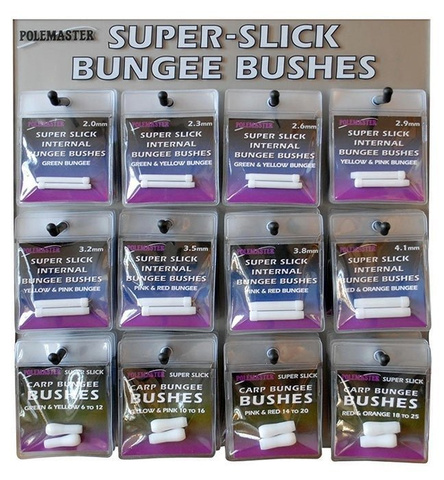 POLEMASTER
SUPER-SLICK
BUNGEE BUSHES
POLEMASTER 2.0mm
SUPER SLICK
INTERNAL
BUNGEE BUSHES
GREEN BUNGEE
POLEMASTER 2.3mm
SUPER SLICK
INTERNAL
BUNGEE BUSHES
GREEN & YELLOW BUNGEE
POLEMASTER 2.6mm
SUPER SLICK
INTERNAL
BUNGEE BUSHES
GREEN & YELLOW BUNGEE
POLEMASTER 2.9mm
SUPER SLICK
INTERNAL
BUNGEE BUSHES
YELLOW & PINK BUNGEE
POLEMASTER 3.2mm
SUPER SLICK
INTERNAL
BUNGEE BUSHES
YELLOW & PINK BUNGEE
POLEMASTER 3.5mm
SUPER SLICK
INTERNAL
BUNGEE BUSHES
PINK & RED BUNGEE
POLEMASTER 3.8mm
SUPER SLICK
INTERNAL
BUNGEE BUSHES
PINK & RED BUNGEE
POLEMASTER 4.1mm
SUPER SLICK
INTERNAL
BUNGEE BUSHES
RED & ORANGE BUNGEE
POLEMASTER SUPER SLICK
CARP BUNGEE
BUSHES
GREEN & YELLOW 6 to 12
POLEMASTER SUPER SLICK
CARP BUNGEE
BUSHES
YELLOW & PINK 10 to 16
POLEMASTER SUPER SLICK
CARP BUNGEE
BUSHES
PINK & RED 14 to 20
POLEMASTER SUPER SLICK
CARP BUNGEE
BUSHES
RED & ORANGE 18 to 25